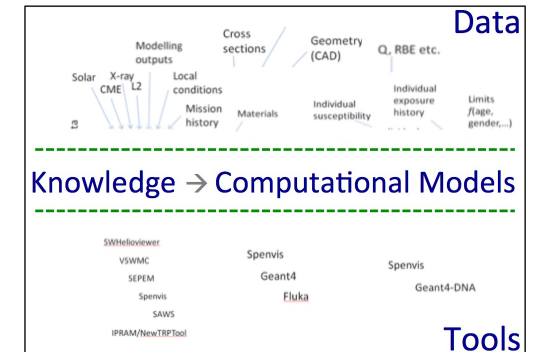 Data
Cross
sections
Modelling
outputs
Geometry
(CAD)
Q, RBE etc.
Solar
X-ray
CME
L2
Local
conditions
Mission
history
Materials
Individual
susceptibility
Individual
exposure
history
Limits
f(age,
gender,...)
Knowledge → Computational Models
SWHelioviewer
VSWMC
SEPEM
Spenvis
SAWS
IPRAM/NewTRPTool
Spenvis
Geant4
Fluka
Spenvis
Geant4-DNA
Tools